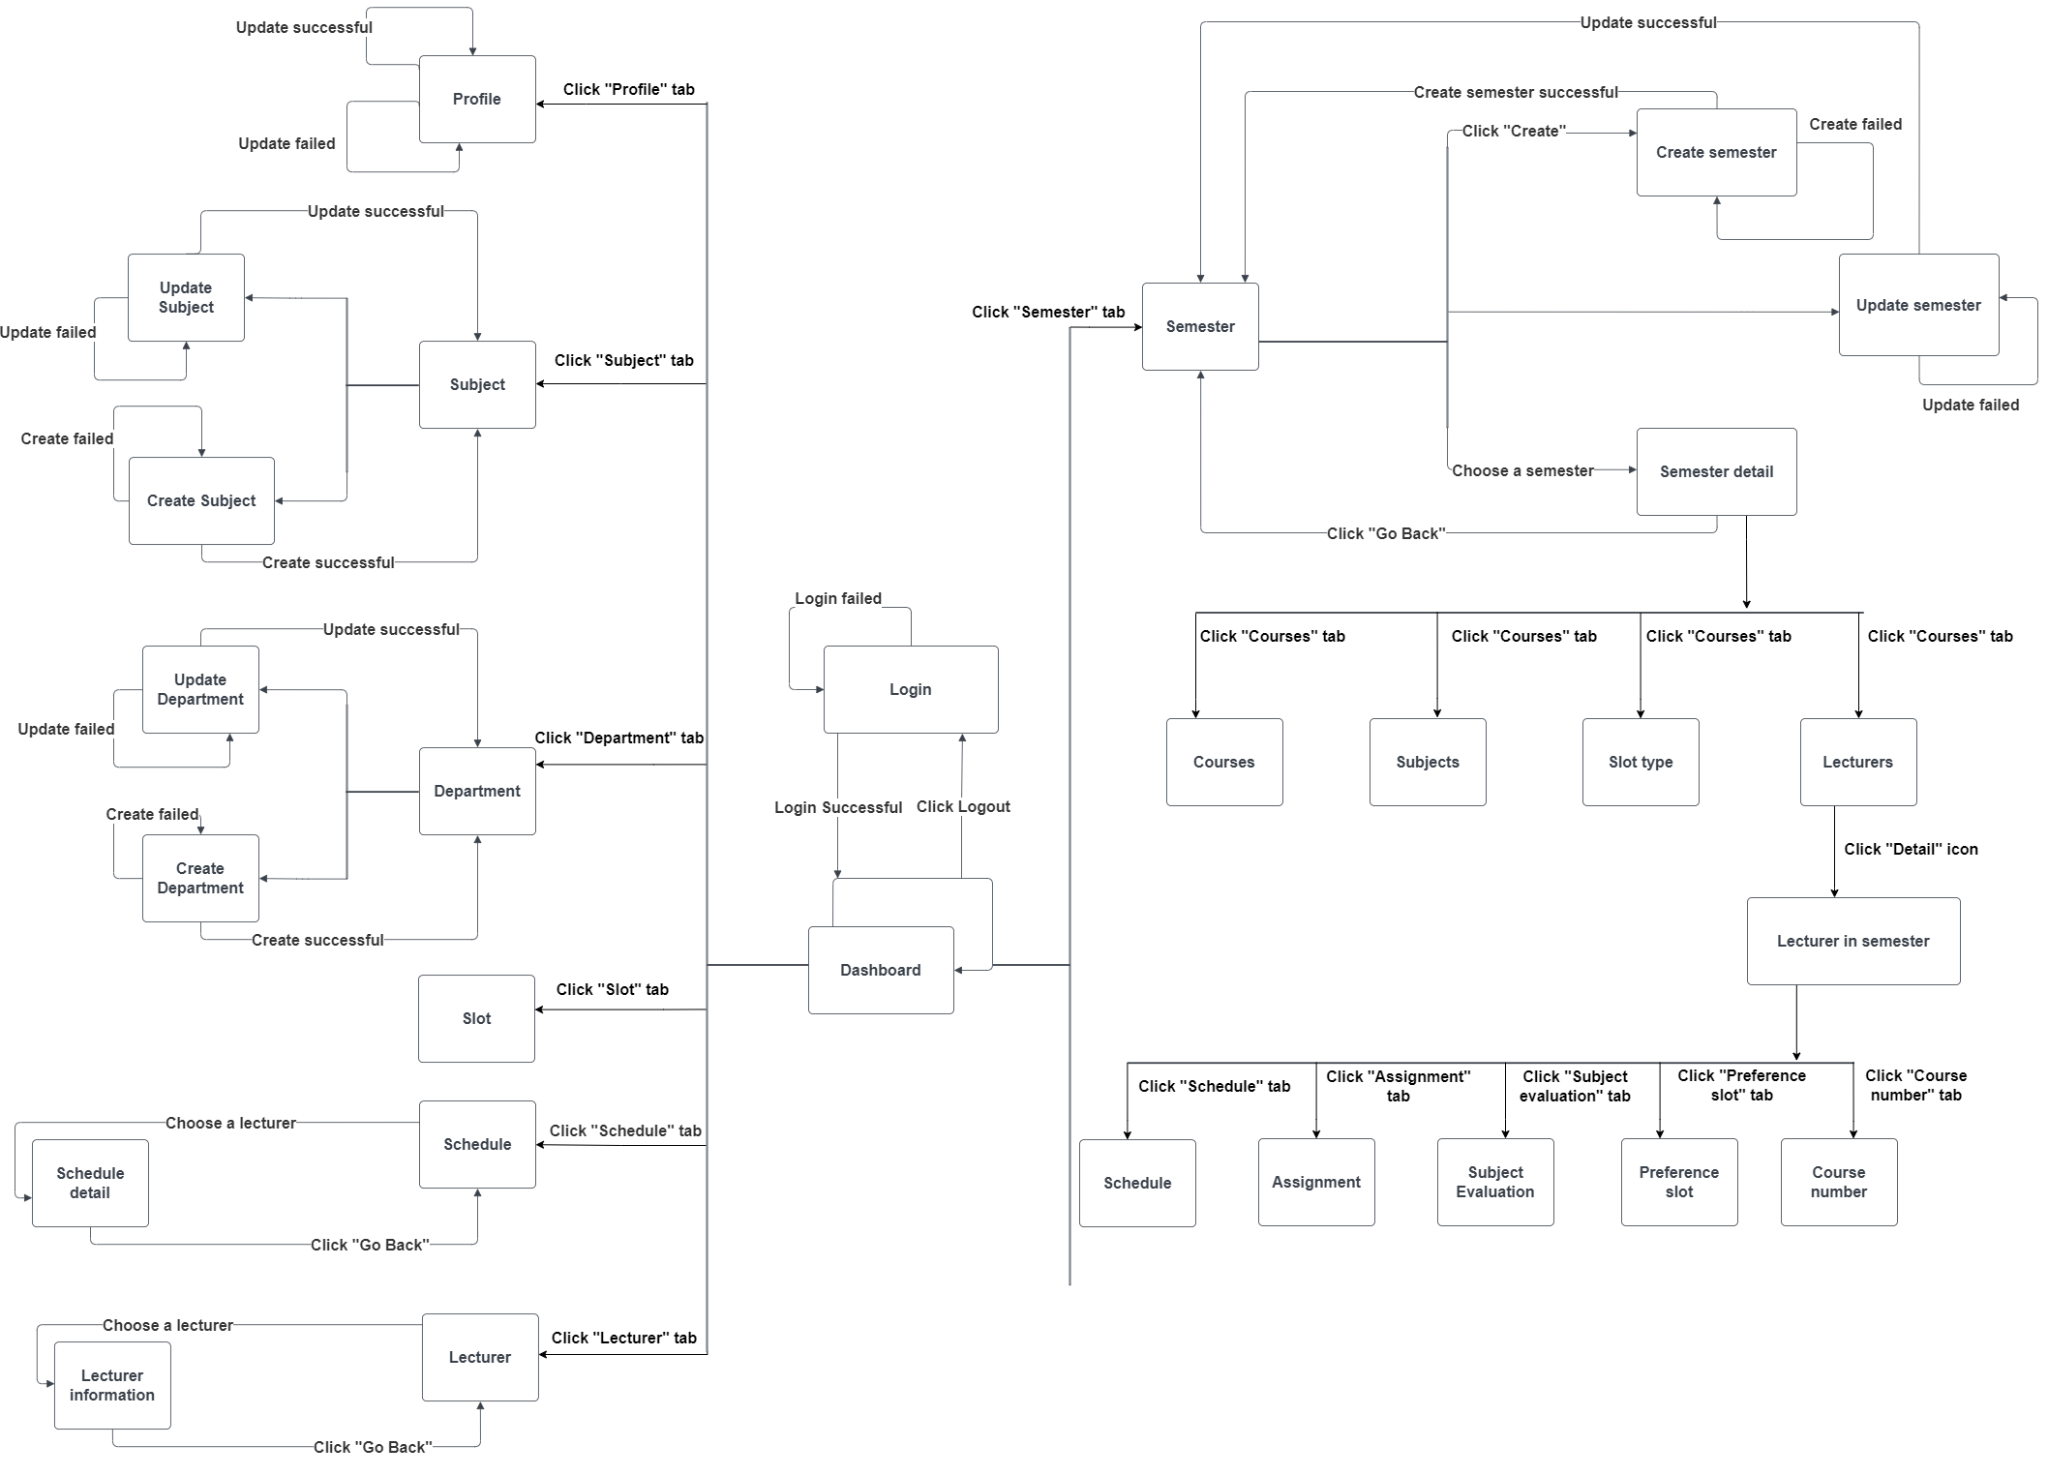 Update successful
Profile
Click "Profile" tab
Update failed
Update successful
Update
Subject
Update failed
Click "Subject" tab
Subject
Create failed
Create Subject
Create successful
Update successful
Update
Department
Update failed
Click "Department" tab
Department
Create failed
Create
Department
Create successful
Click "Slot" tab
Slot
Choose a lecturer
Click "Schedule" tab
Schedule
Schedule
detail
Click "Go Back"
Choose a lecturer
Click "Lecturer" tab
Lecturer
Lecturer
information
Click "Go Back"
Login failed
Login
Login Successful
Click Logout
Dashboard
Update successful
Create semester successful
Click "Create"
Create semester
Create failed
Click "Semester" tab
Semester
Update semester
Update failed
Choose a semester
Semester detail
Click "Go Back"
Click "Courses" tab
Click "Courses" tab
Click "Courses" tab
Click "Courses" tab
Courses
Subjects
Slot type
Lecturers
Click "Detail" icon
Lecturer in semester
Click "Schedule" tab
Click "Assignment"
tab
Click "Subject
evaluation" tab
Click "Preference
slot" tab
Click "Course
number" tab
Schedule
Assignment
Subject
Evaluation
Preference
slot
Course
number